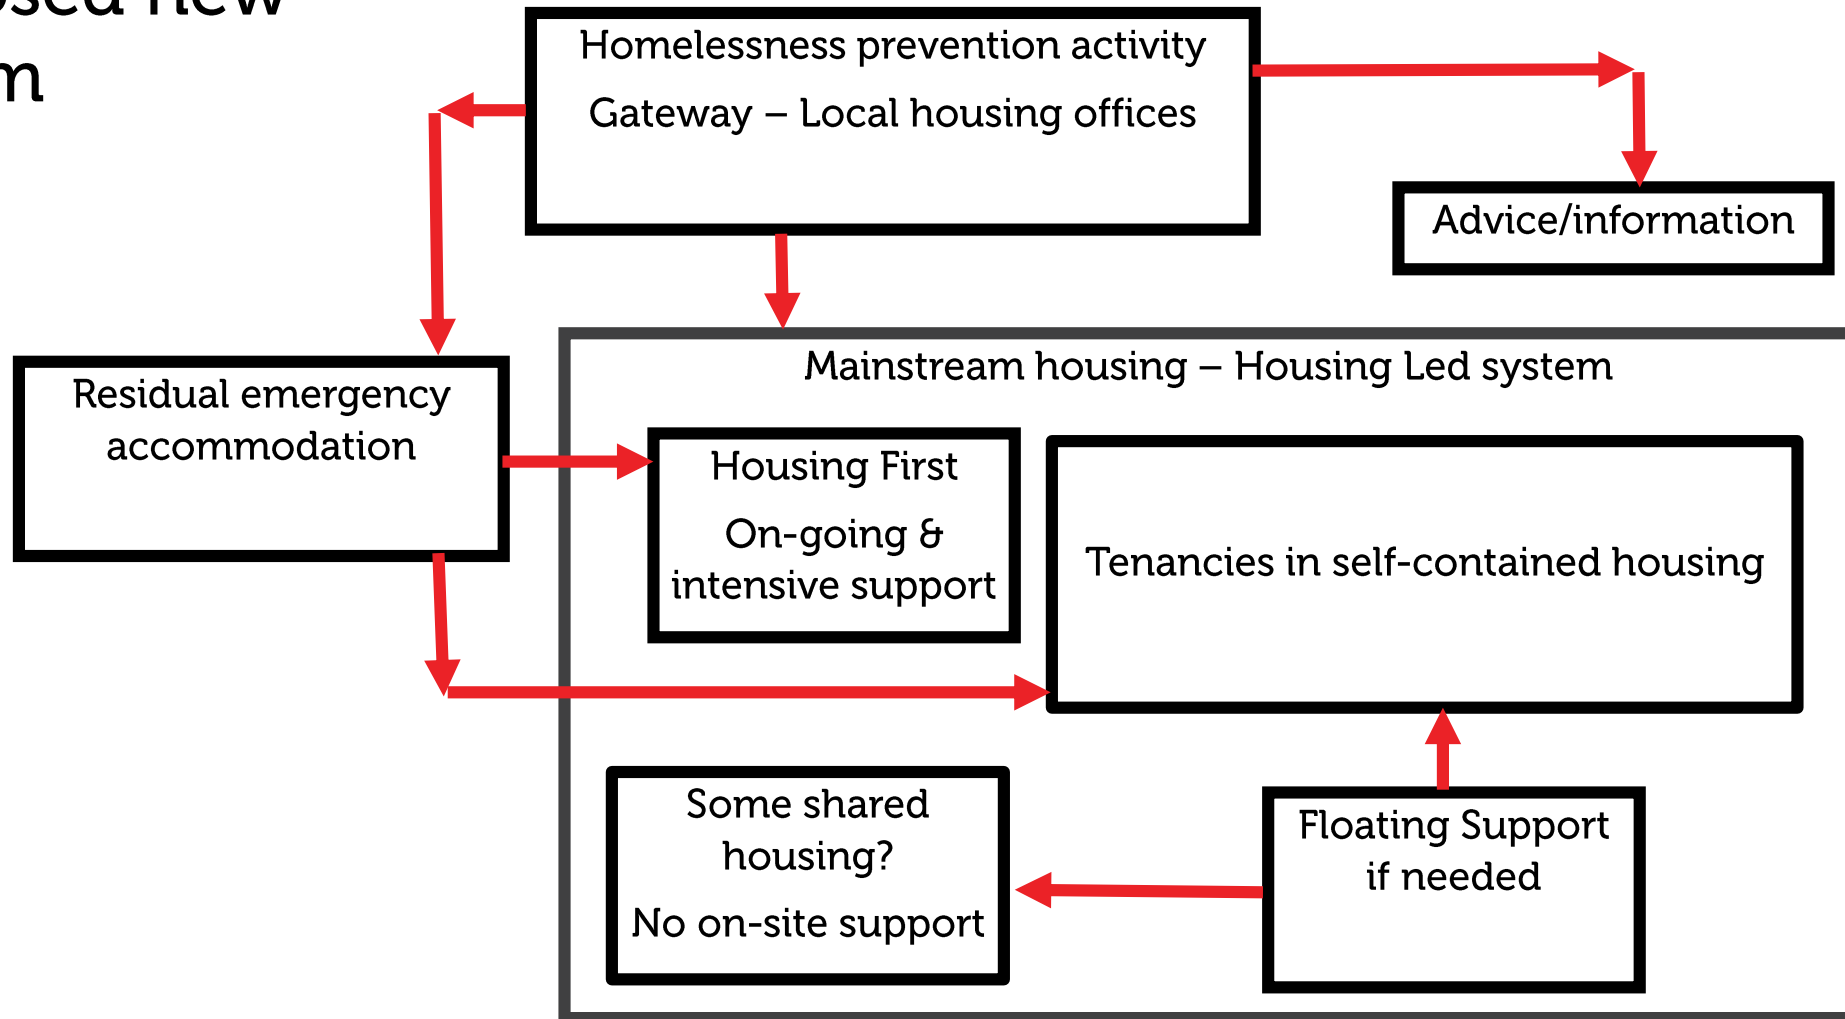 Homelessness prevention activity
Gateway – Local housing offices
Advice/information
Residual emergency
accommodation
Mainstream housing – Housing Led system
Housing First
On-going &
intensive support
Tenancies in self-contained housing
Some shared
housing?
No on-site support
Floating Support
if needed